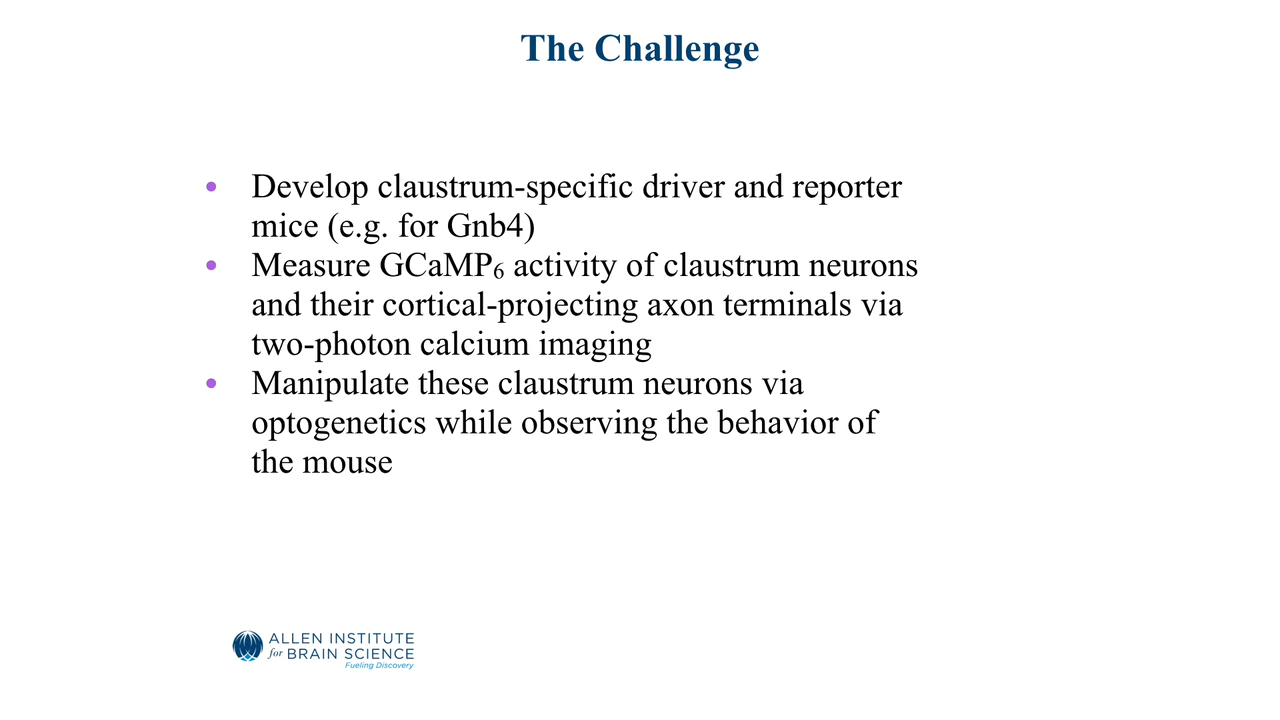 The Challenge
• Develop claustrum-specific driver and reporter
mice (e.g. for Gnb4)
• Measure GCaMP₆ activity of claustrum neurons
and their cortical-projecting axon terminals via
two-photon calcium imaging
• Manipulate these claustrum neurons via
optogenetics while observing the behavior of
the mouse
ALLEN INSTITUTE
for BRAIN SCIENCE
Fueling Discovery